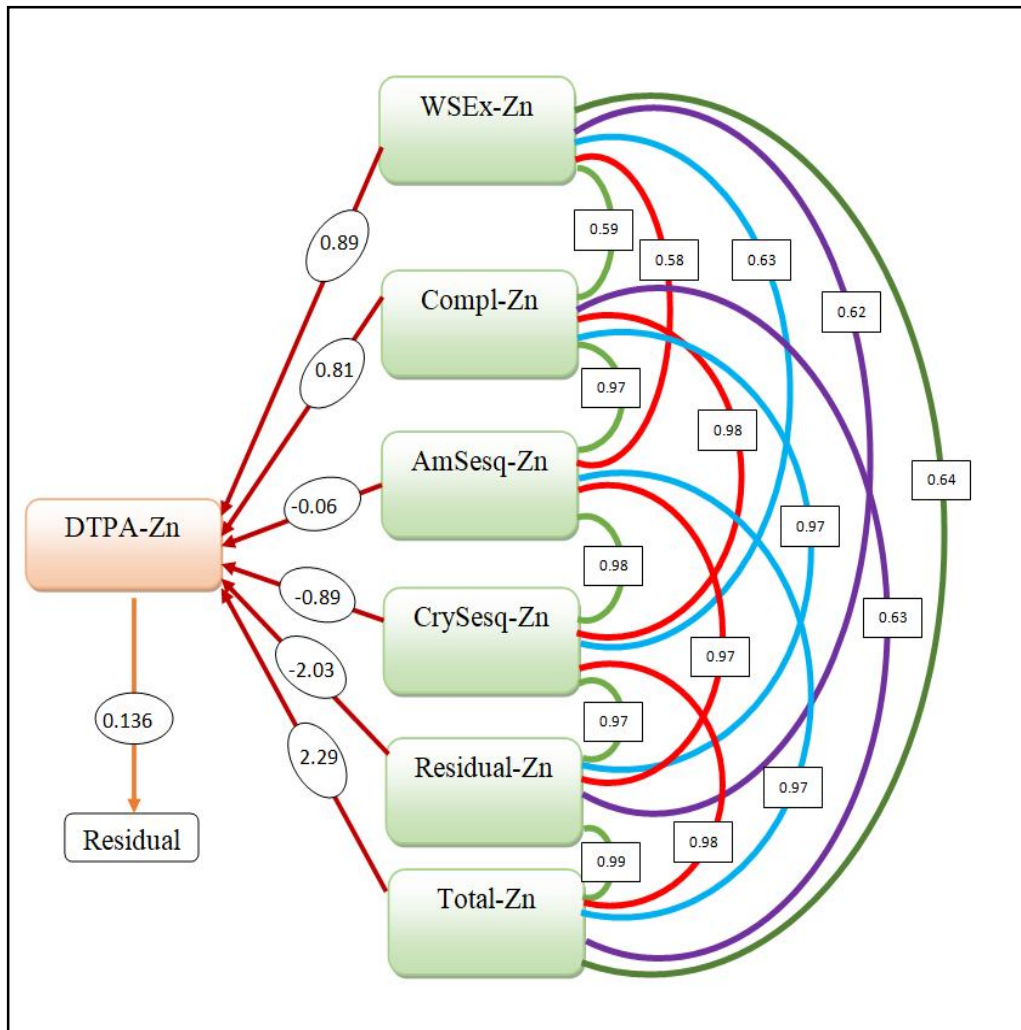 WSEx-Zn
0.89
0.59
0.58
0.63
0.62
Compl-Zn
0.81
0.97
0.98
0.64
AmSesq-Zn
-0.06
0.97
DTPA-Zn
0.98
CrySesq-Zn
-0.89
0.63
0.97
-2.03
0.136
0.97
2.29
Residual-Zn
0.97
Residual
0.98
0.99
Total-Zn